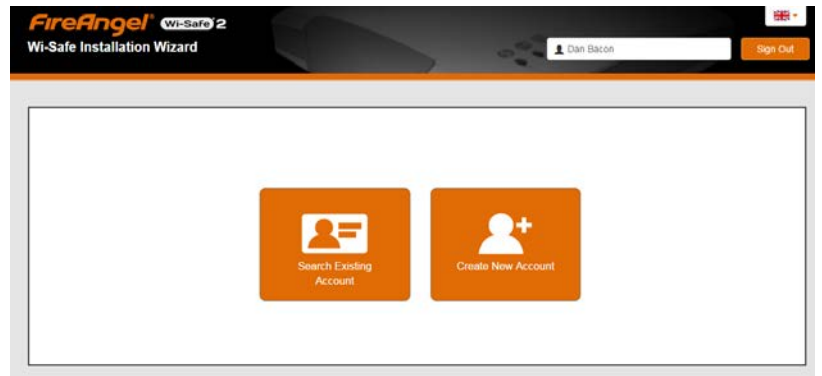 FireAngel® Wi-Safe 2
Wi-Safe Installation Wizard
Dan Bacon
Sign Out
Search Existing
Account
Create New Account